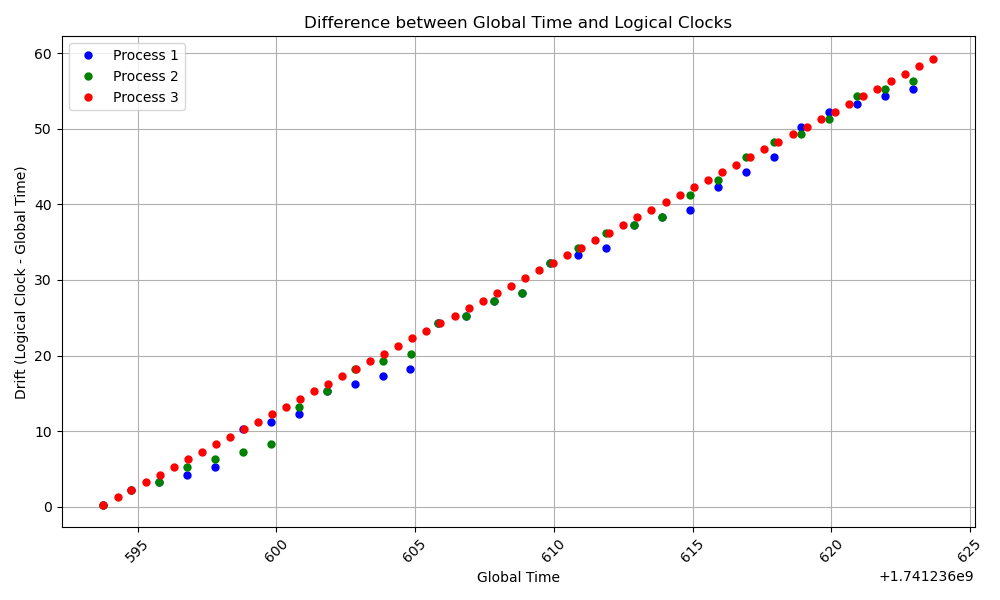 Difference between Global Time and Logical Clocks
Process 1
Process 2
Process 3
Drift (Logical Clock - Global Time)
60
50
40
30
20
10
0
595
600
605
610
615
620
625
Global Time
+1.741236e9